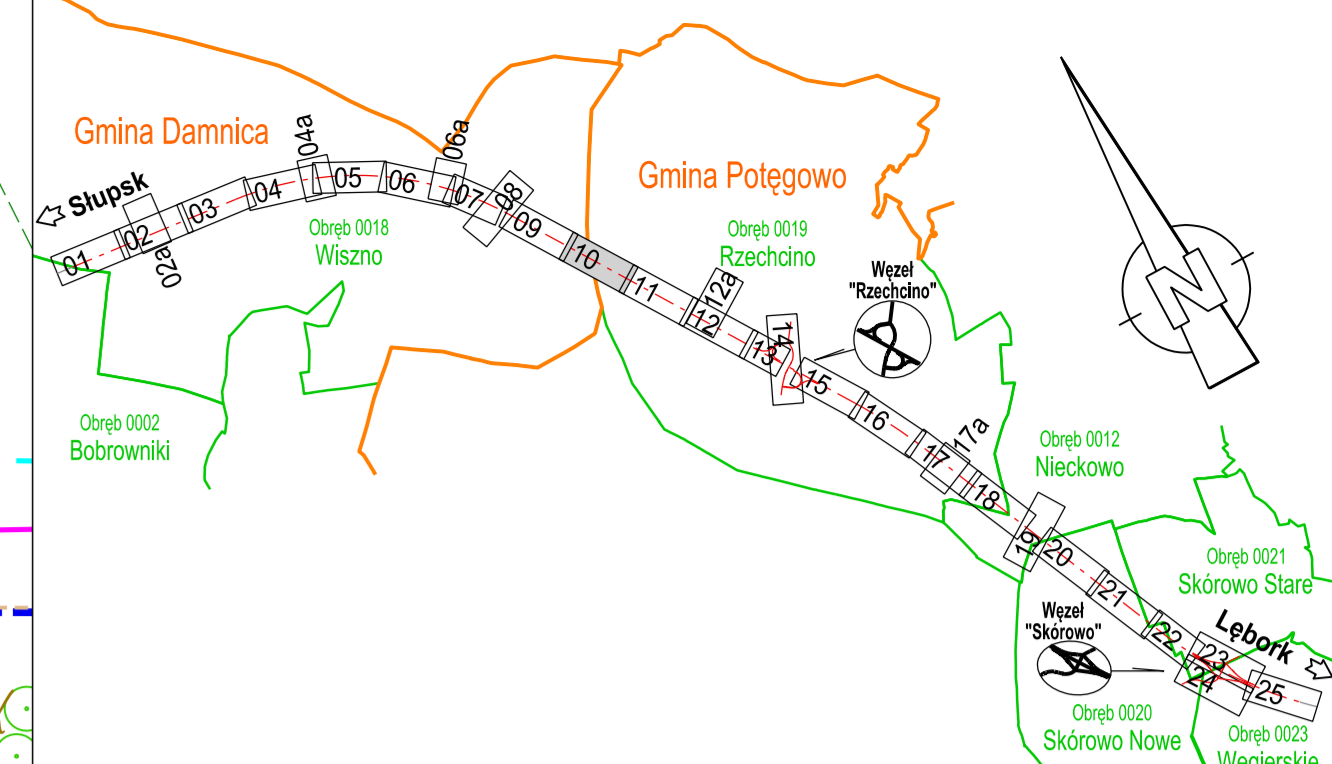 Gmina Damnica
04a
06a
Słupsk
01
02
02a
03
04
05
06
07
08
09
10
11
12
12a
13
14
15
16
17
17a
18
19
20
21
22
23
24
25
Obręb 0018
Wiszno
Gmina Potęgowo
Obręb 0019
Rzechcino
Węzeł
"Rzechcino"
N
Obręb 0002
Bobrowniki
Obręb 0012
Nieckowo
Obręb 0021
Skórowo Stare
Węzeł
"Skórowo"
Lębork
Obręb 0020
Skórowo Nowe
Obręb 0023
Węgierskie